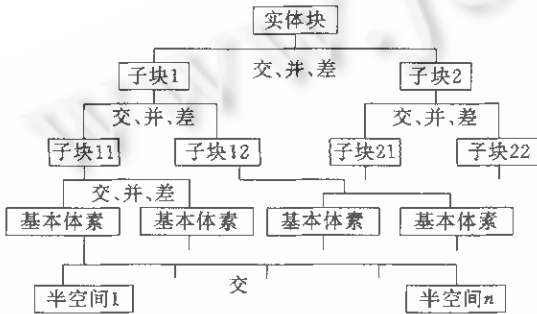 实体块
子块1 交、并、差 子块2
交、并、差 交、并、差
子块11 子块12 子块21 子块22
交、并、差
基本体素 基本体素 基本体素 基本体素
交
半空间1 半空间n